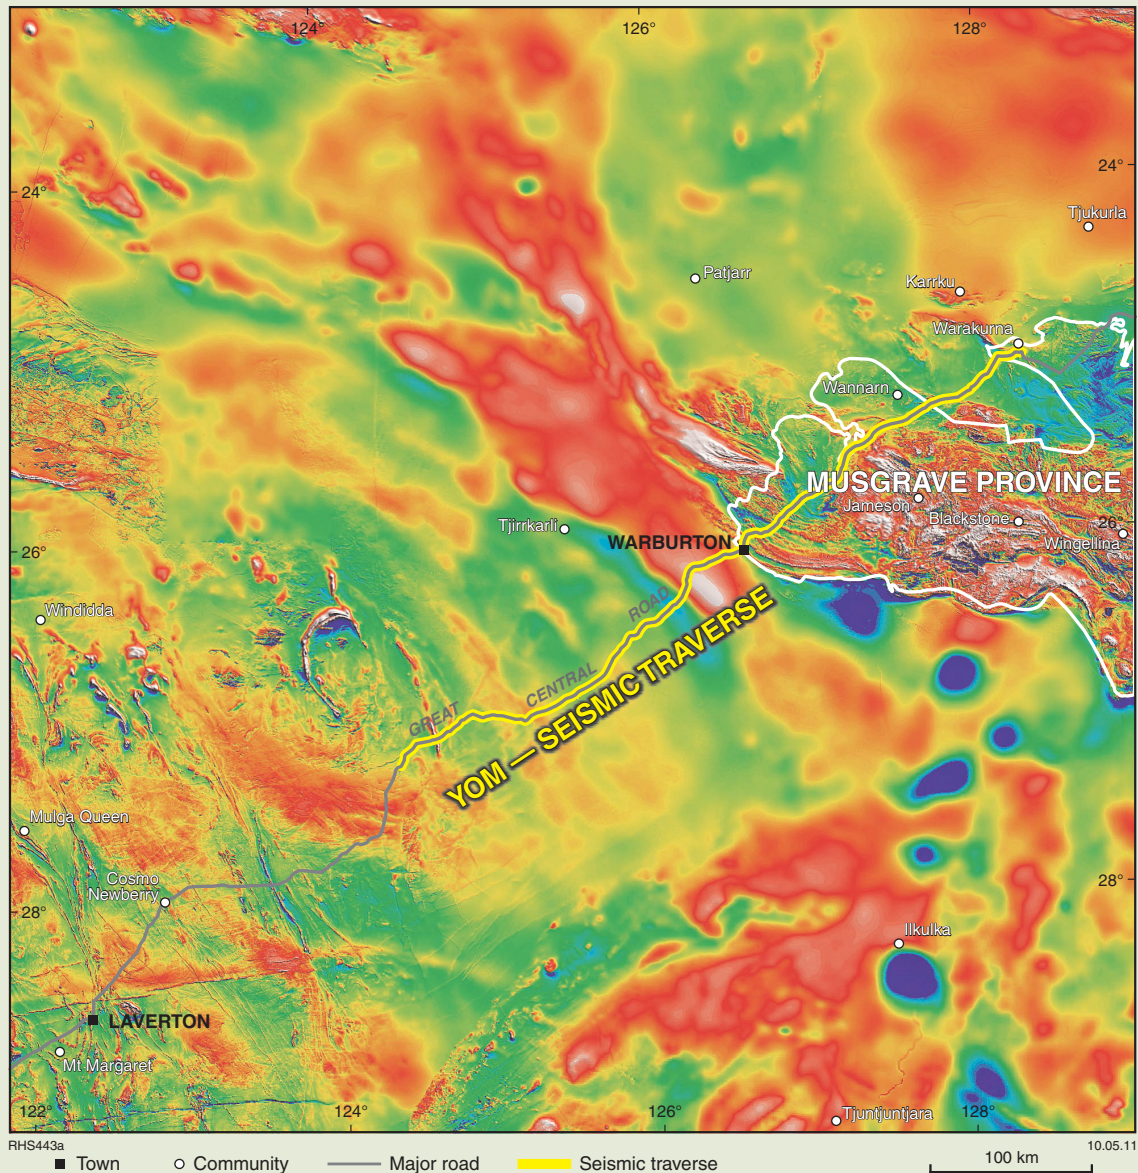 124°
126°
128°
24°
24°
Tjukurla
Patjarr
Karrku
Warakurna
Wannarn
MUSGRAVE PROVINCE
Jameson
Blackstone
26
Wingellina
Tjirrkarli
WARBURTON
26°
Windidda
GREAT CENTRAL ROAD
YOM — SEISMIC TRAVERSE
Mulga Queen
Cosmo
Newberry
28°
28°
Ilkulka
LAVERTON
Mt Margaret
Tjuntjuntjara
122°
124°
126°
128°
RHS443a
10.05.11
Town
Community
Major road
Seismic traverse
100 km